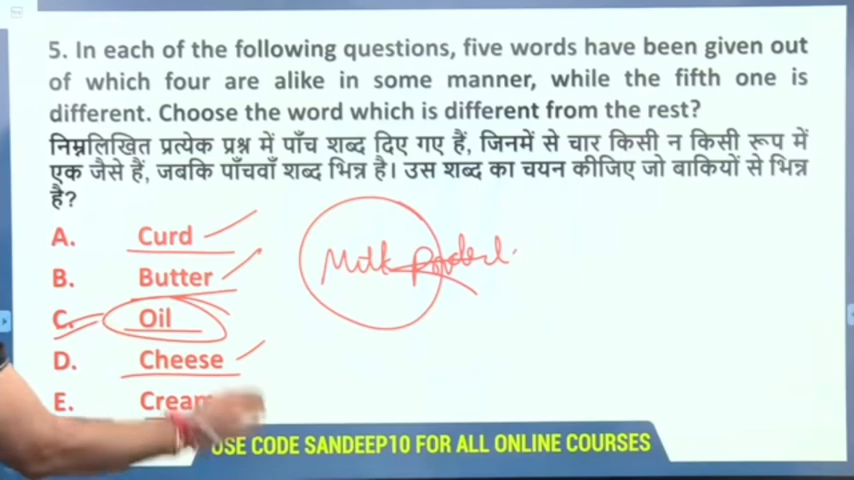 5. In each of the following questions, five words have been given out
of which four are alike in some manner, while the fifth one is
different. Choose the word which is different from the rest?
निम्नलिखित प्रत्येक प्रश्न में पाँच शब्द दिए गए हैं, जिनमें से चार किसी न किसी रूप में
एक जैसे हैं, जबकि पाँचवाँ शब्द भिन्न है। उस शब्द का चयन कीजिए जो बाकियों से भिन्न
है?
A. Curd
Milk Product
B. Butter
C. Oil
D. Cheese
E. Cream
USE CODE SANDEEP10 FOR ALL ONLINE COURSES